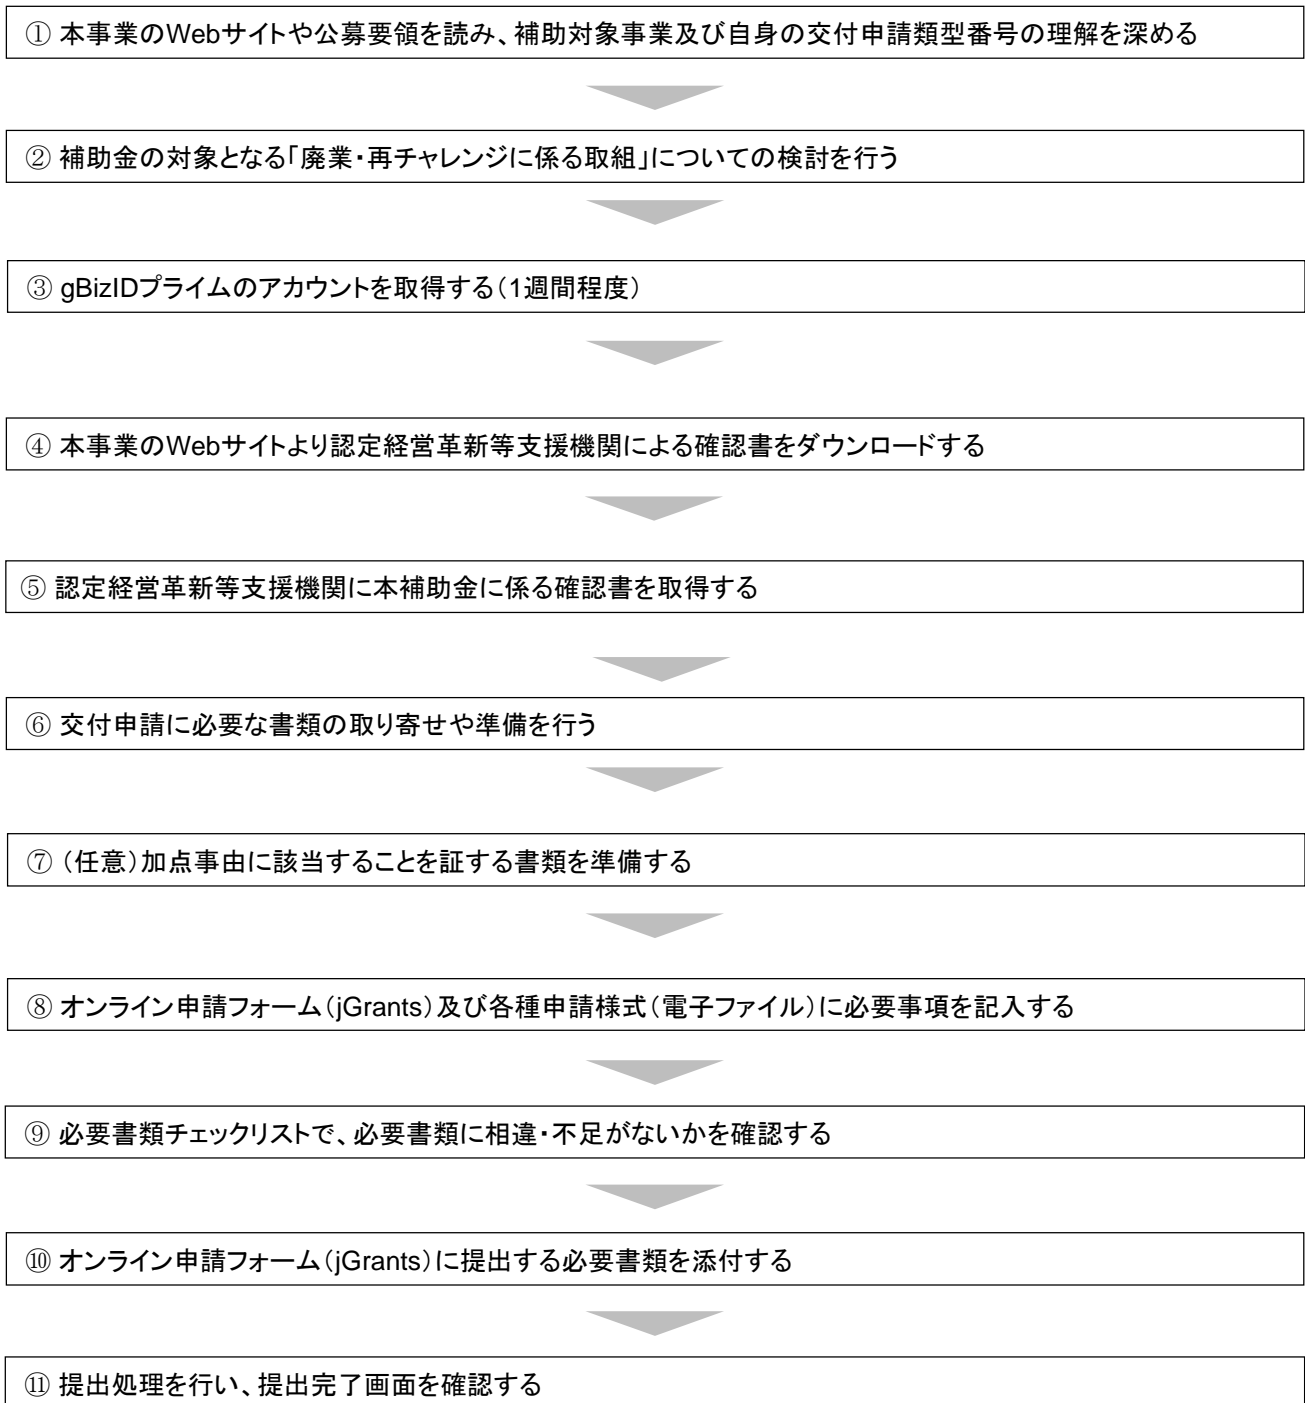 ① 本事業のWebサイトや公募要領を読み、補助対象事業及び自身の交付申請類型番号の理解を深める
② 補助金の対象となる「廃業・再チャレンジに係る取組」についての検討を行う
③ gBizIDプライムのアカウントを取得する（1週間程度）
④ 本事業のWebサイトより認定経営革新等支援機関による確認書をダウンロードする
⑤ 認定経営革新等支援機関に本補助金に係る確認書を取得する
⑥ 交付申請に必要な書類の取り寄せや準備を行う
⑦ （任意）加点事由に該当することを証する書類を準備する
⑧ オンライン申請フォーム（jGrants）及び各種申請様式（電子ファイル）に必要事項を記入する
⑨ 必要書類チェックリストで、必要書類に相違・不足がないかを確認する
⑩ オンライン申請フォーム（jGrants）に提出する必要書類を添付する
⑪ 提出処理を行い、提出完了画面を確認する